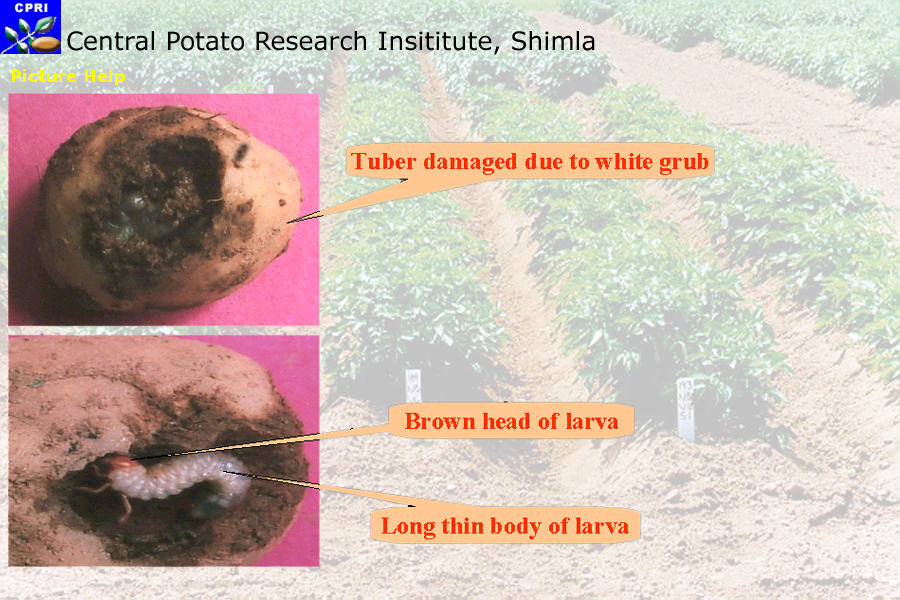 CPRI
Central Potato Research Insititute, Shimla
Picture Help
Tuber damaged due to white grub
Brown head of larva
Long thin body of larva